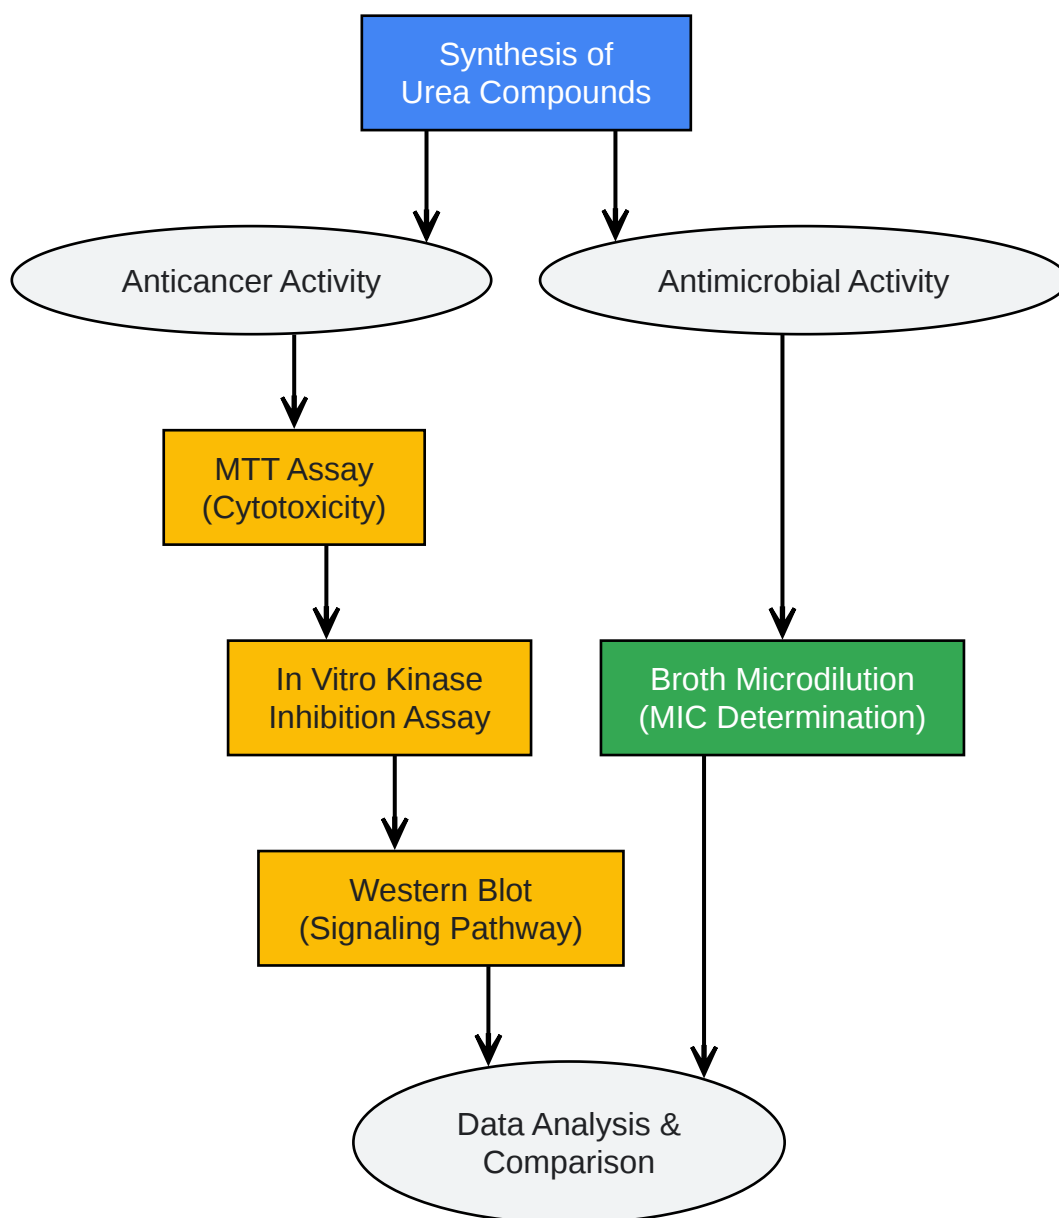 Synthesis of
Urea Compounds
Anticancer Activity
Antimicrobial Activity
MTT Assay
(Cytotoxicity)
In Vitro Kinase
Inhibition Assay
Broth Microdilution
(MIC Determination)
Western Blot
(Signaling Pathway)
Data Analysis &
Comparison